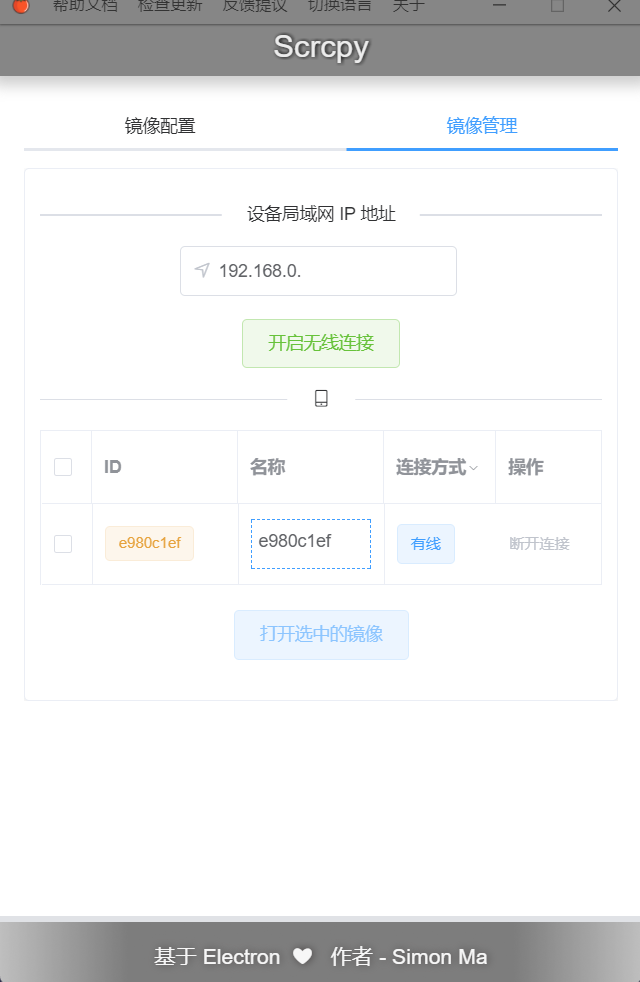 帮助文档 检查更新 反馈提议 切换语言 关于
Scrcpy
镜像配置 镜像管理
设备局域网 IP 地址
192.168.0.
开启无线连接
ID 名称 连接方式 操作
e980c1ef e980c1ef 有线 断开连接
打开选中的镜像
基于 Electron 作者 - Simon Ma